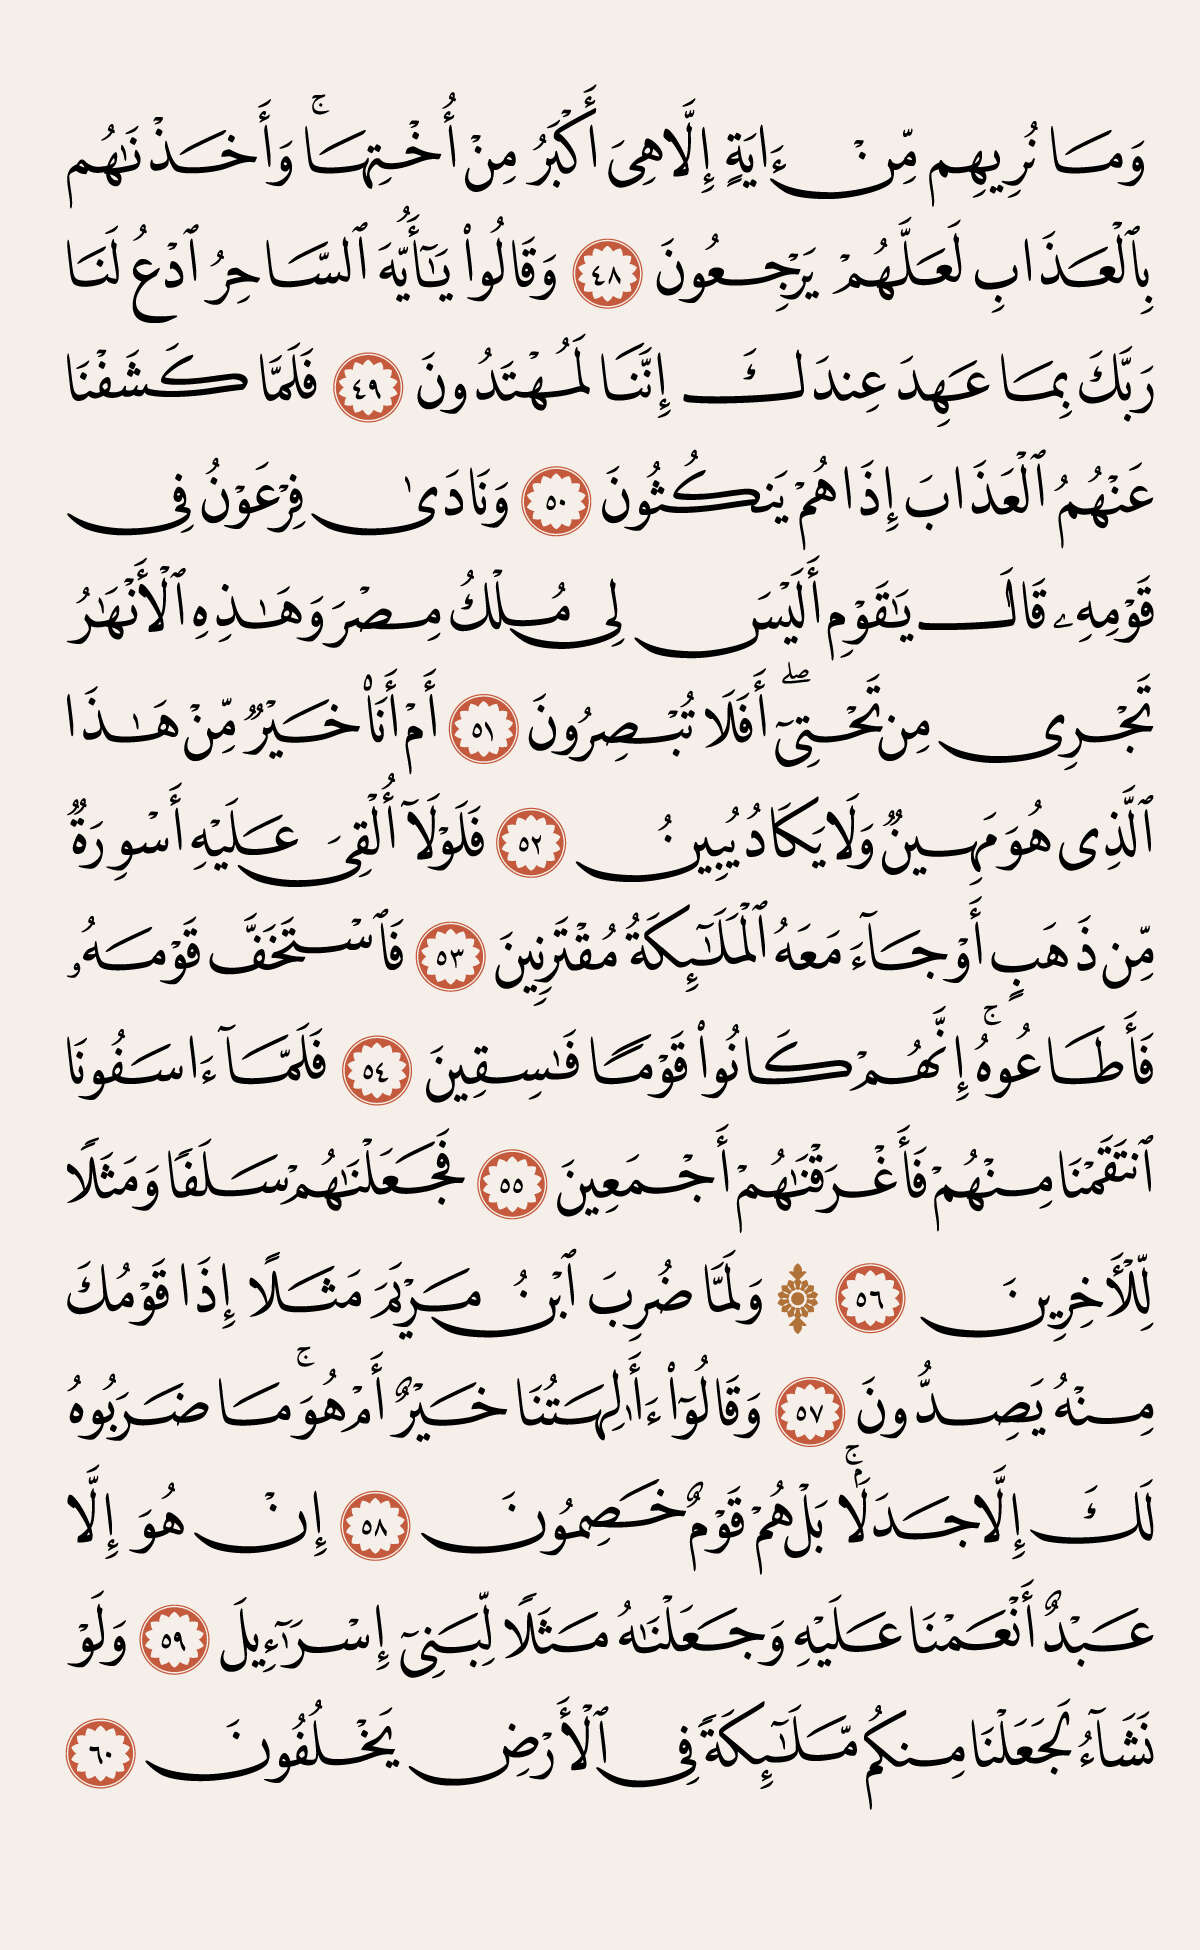 وَمَا نُرِيهِم مِّنْ ءَايَةٍ إِلَّا هِىَ أَكْبَرُ مِنْ أُخْتِهَا ۚ وَأَخَذْنَٰهُم
بِٱلْعَذَابِ لَعَلَّهُمْ يَرْجِعُونَ ٤٨ وَقَالُوا۟ يَٰٓأَيُّهَ ٱلسَّاحِرُ ٱدْعُ لَنَا
رَبَّكَ بِمَا عَهِدَ عِندَكَ إِنَّنَا لَمُهْتَدُونَ ٤٩ فَلَمَّا كَشَفْنَا
عَنْهُمُ ٱلْعَذَابَ إِذَا هُمْ يَنكُثُونَ ٥٠ وَنَادَىٰ فِرْعَوْنُ فِى
قَوْمِهِۦ قَالَ يَٰقَوْمِ أَلَيْسَ لِى مُلْكُ مِصْرَ وَهَٰذِهِ ٱلْأَنْهَٰرُ
تَجْرِى مِن تَحْتِىٓ ۖ أَفَلَا تُبْصِرُونَ ٥١ أَمْ أَنَا۠ خَيْرٌ مِّنْ هَٰذَا
ٱلَّذِى هُوَ مَهِينٌ وَلَا يَكَادُ يُبِينُ ٥٢ فَلَوْلَآ أُلْقِىَ عَلَيْهِ أَسْوِرَةٌ
مِّن ذَهَبٍ أَوْ جَآءَ مَعَهُ ٱلْمَلَٰٓئِكَةُ مُقْتَرِنِينَ ٥٣ فَٱسْتَخَفَّ قَوْمَهُۥ
فَأَطَاعُوهُ ۚ إِنَّهُمْ كَانُوا۟ قَوْمًا فَٰسِقِينَ ٥٤ فَلَمَّآ ءَاسَفُونَا
ٱنتَقَمْنَا مِنْهُمْ فَأَغْرَقْنَٰهُمْ أَجْمَعِينَ ٥٥ فَجَعَلْنَٰهُمْ سَلَفًا وَمَثَلًا
لِّلْـَٔاخِرِينَ ٥٦ ۞ وَلَمَّا ضُرِبَ ٱبْنُ مَرْيَمَ مَثَلًا إِذَا قَوْمُكَ
مِنْهُ يَصِدُّونَ ٥٧ وَقَالُوٓا۟ ءَأَٰلِهَتُنَا خَيْرٌ أَمْ هُوَ ۚ مَا ضَرَبُوهُ
لَكَ إِلَّا جَدَلًۢا ۚ بَلْ هُمْ قَوْمٌ خَصِمُونَ ٥٨ إِنْ هُوَ إِلَّا
عَبْدٌ أَنْعَمْنَا عَلَيْهِ وَجَعَلْنَٰهُ مَثَلًا لِّبَنِىٓ إِسْرَٰٓءِيلَ ٥٩ وَلَوْ
نَشَآءُ لَجَعَلْنَا مِنكُم مَّلَٰٓئِكَةً فِى ٱلْأَرْضِ يَخْلُفُونَ ٦٠